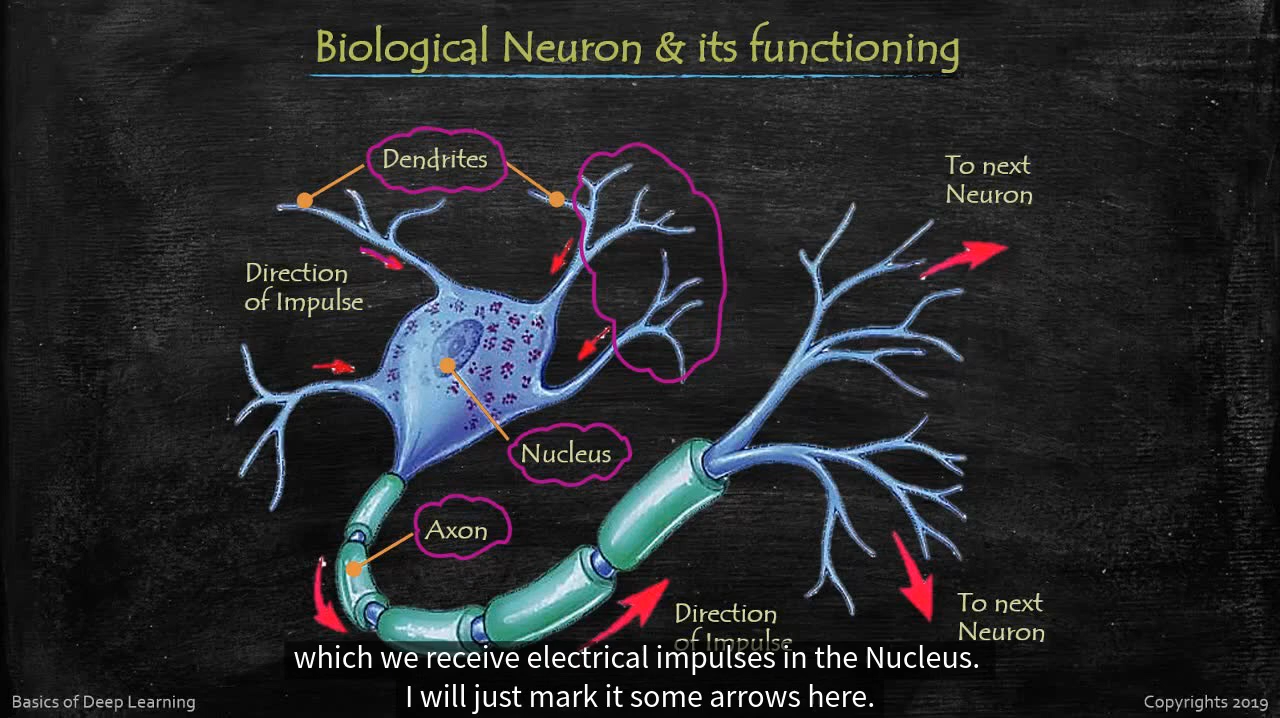 Biological Neuron & its functioning
Dendrites
To next
Neuron
Direction
of Impulse
Nucleus
Axon
Direction
of Impulse
To next
Neuron
which we receive electrical impulses in the Nucleus.
I will just mark it some arrows here.
Basics of Deep Learning
Copyrights 2019